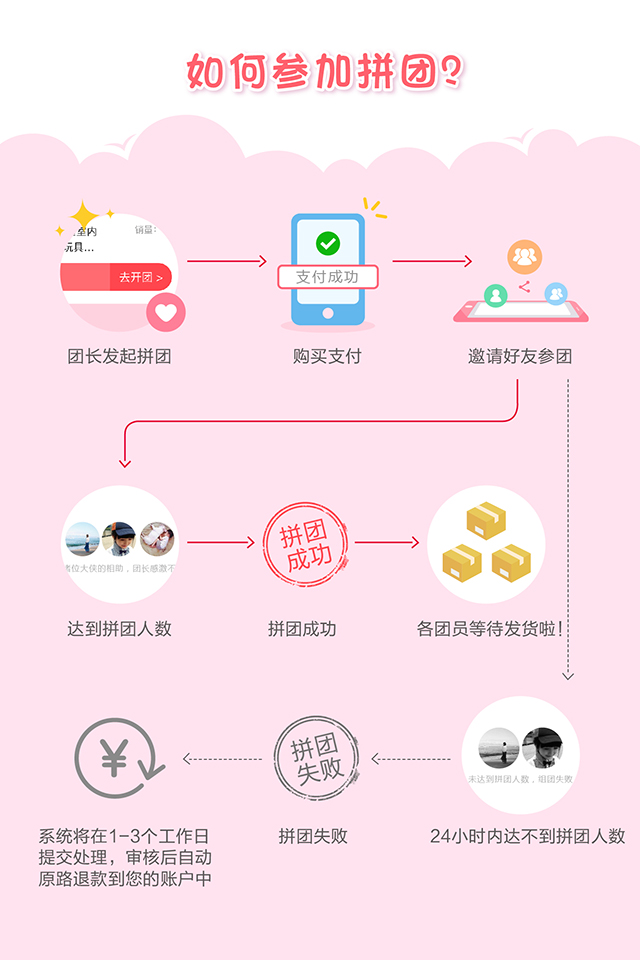 如何参加拼团?
室内
销量:
玩具...
去开团 >
支付成功
团长发起拼团
购买支付
邀请好友参团
位大侠的相助，团长感激不
拼团
成功
达到拼团人数
拼团成功
各团员等待发货啦!
¥
拼团
失败
未达到拼团人数，组团失败
系统将在1-3个工作日
提交处理，审核后自动
原路退款到您的账户中
拼团失败
24小时内达不到拼团人数